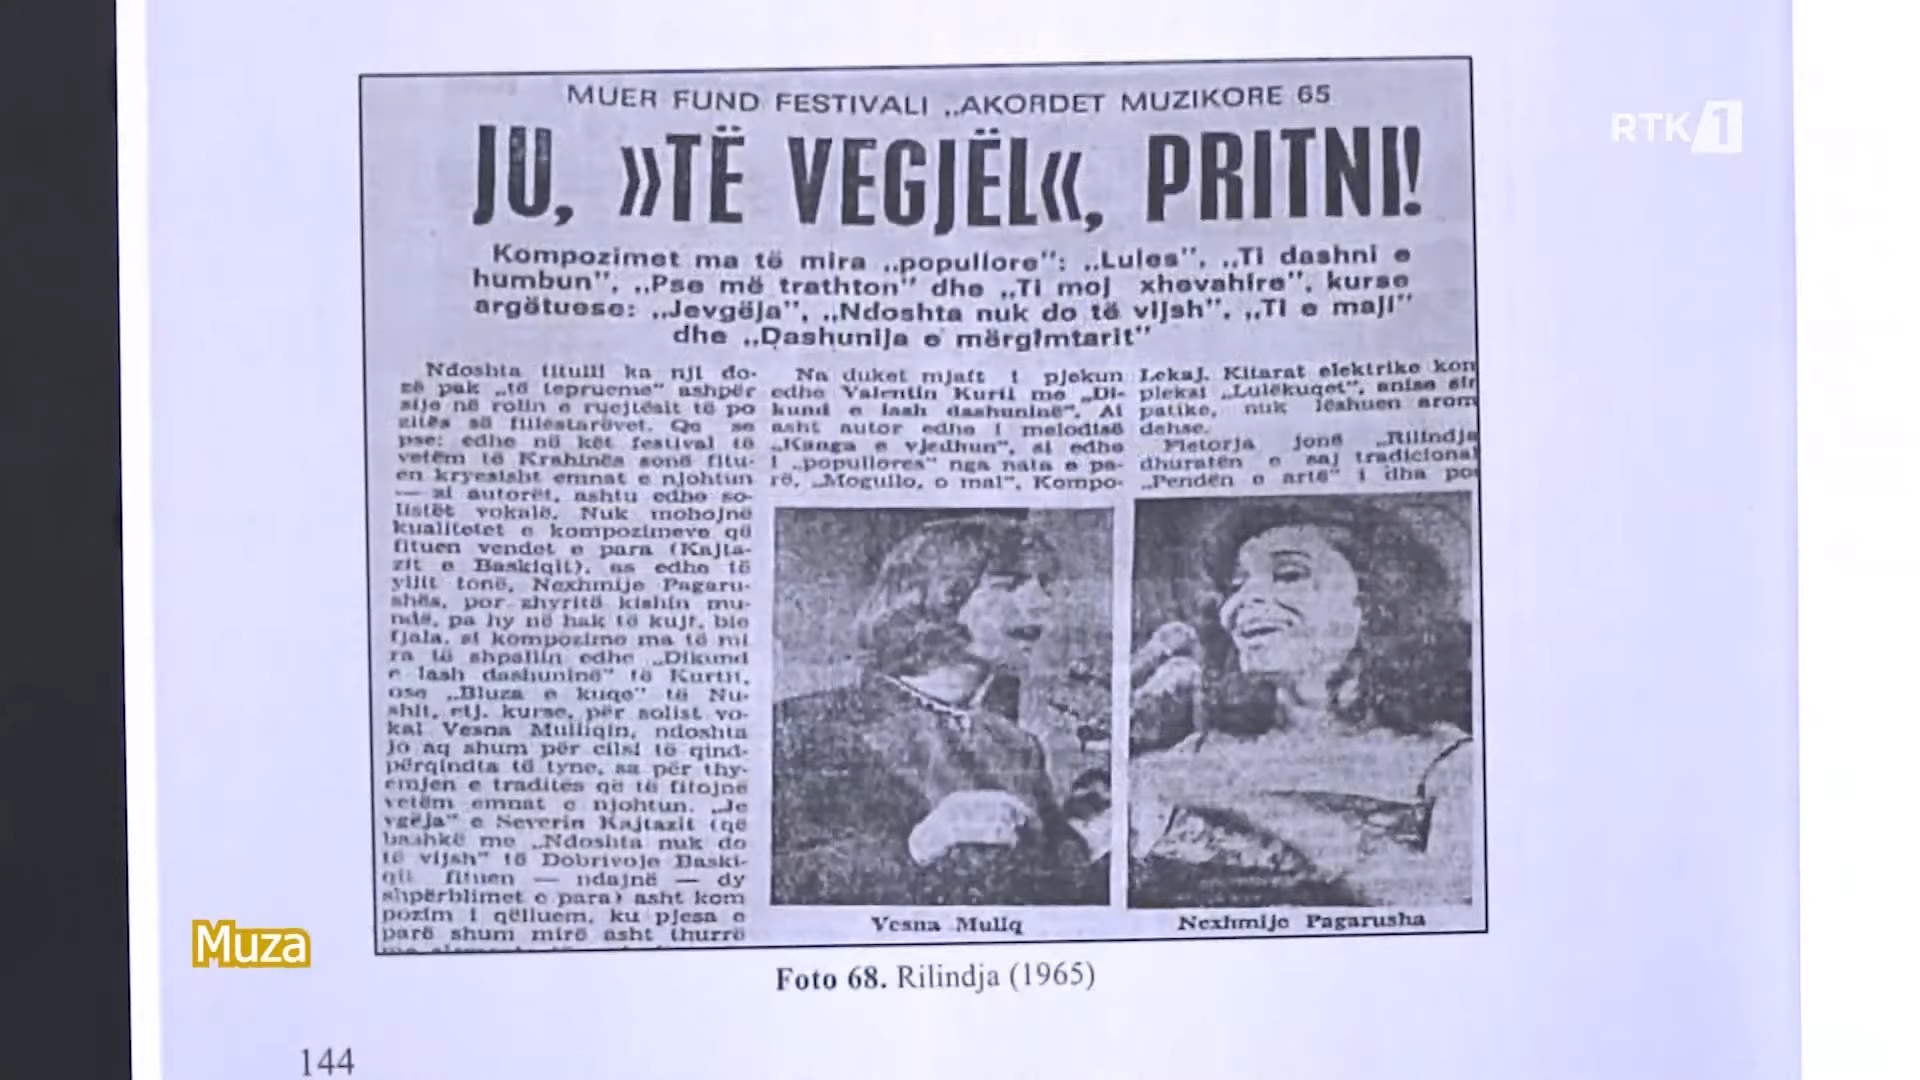 MUER FUND FESTIVALI „AKORDET MUZIKORE 65
JU, »TË VEGJËL«, PRITNI!
Kompozimet ma të mira „popullore": „Lules", „Ti dashni e
humbun", „Pse më trathton" dhe „Ti moj xhevahire", kurse
argëtuese: „Jevgëja", „Ndoshta nuk do të vijsh", „Ti e maji"
dhe „Dashunija e mërgimtarit"
Ndoshta titulli ka nji do-
zë pak „të teprueme" ashpër
sije në rolin e ruejtësit të po
zitës së fillestarëvet. Qe se
pse: edhe në kët festival të
vetëm të Krahinës sonë fitu-
en kryesisht emnat e njohtun
— si autorët, ashtu edhe so-
listët vokalë. Nuk mohojnë
kualitetet e kompozimeve që
fituen vendet e para (Kajta-
zit e Baskiqit), as edhe të
yllit tonë, Nexhmije Pagaru-
shës, por zhyritë kishin mu-
ndë, pa hy në hak të kujt, bie
fjala, si kompozime ma të mi
ra të shpallin edhe „Dikund
e lash dashuninë" të Kurtit,
ose „Bluza e kuqe" të Nu-
shit, etj. kurse, për solist vo-
kal Vesna Mulliqin, ndoshta
jo aq shum për cilsi të qind-
përqindta të tyne, sa për thy-
emjen e tradites që të fitojne
vetëm emnat e njohtun. „Je
vgëja" e Severin Kajtazit (që
bashkë me „Ndoshta nuk do
të vijsh" të Dobrivoje Baski-
qit fituen — ndajnë — dy
shpërblimet e para) asht kom
pozim i qëlluem, ku pjesa e
parë shum mirë asht thurrë
Na duket mjaft i pjekun
edhe Valentin Kurti me „Di-
kund e lash dashuninë". Ai
asht autor edhe i melodisë
„Kanga e vjedhun", si edhe
i „popullores" nga nata e pa-
rë, „Mogullo, o mal", Kompo-
Lekaj. Kitarat elektrike kom
plekai „Lulëkuqet", anise sim
patike, nuk lëshuen arom
dehse.
Fletorja jonë „Rilindja
dhuratën e saj tradicional
„Pendën e artë" i dha po
Vesna Muliq
Nexhmije Pagarusha
Foto 68. Rilindja (1965)
144
RTK 1
Muza